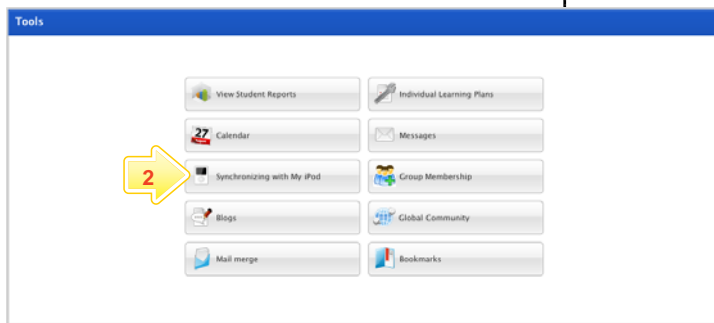 Tools
View Student Reports
Individual Learning Plans
27
Calendar
Messages
2
Synchronizing with My iPod
Group Membership
Blogs
Global Community
Mail merge
Bookmarks